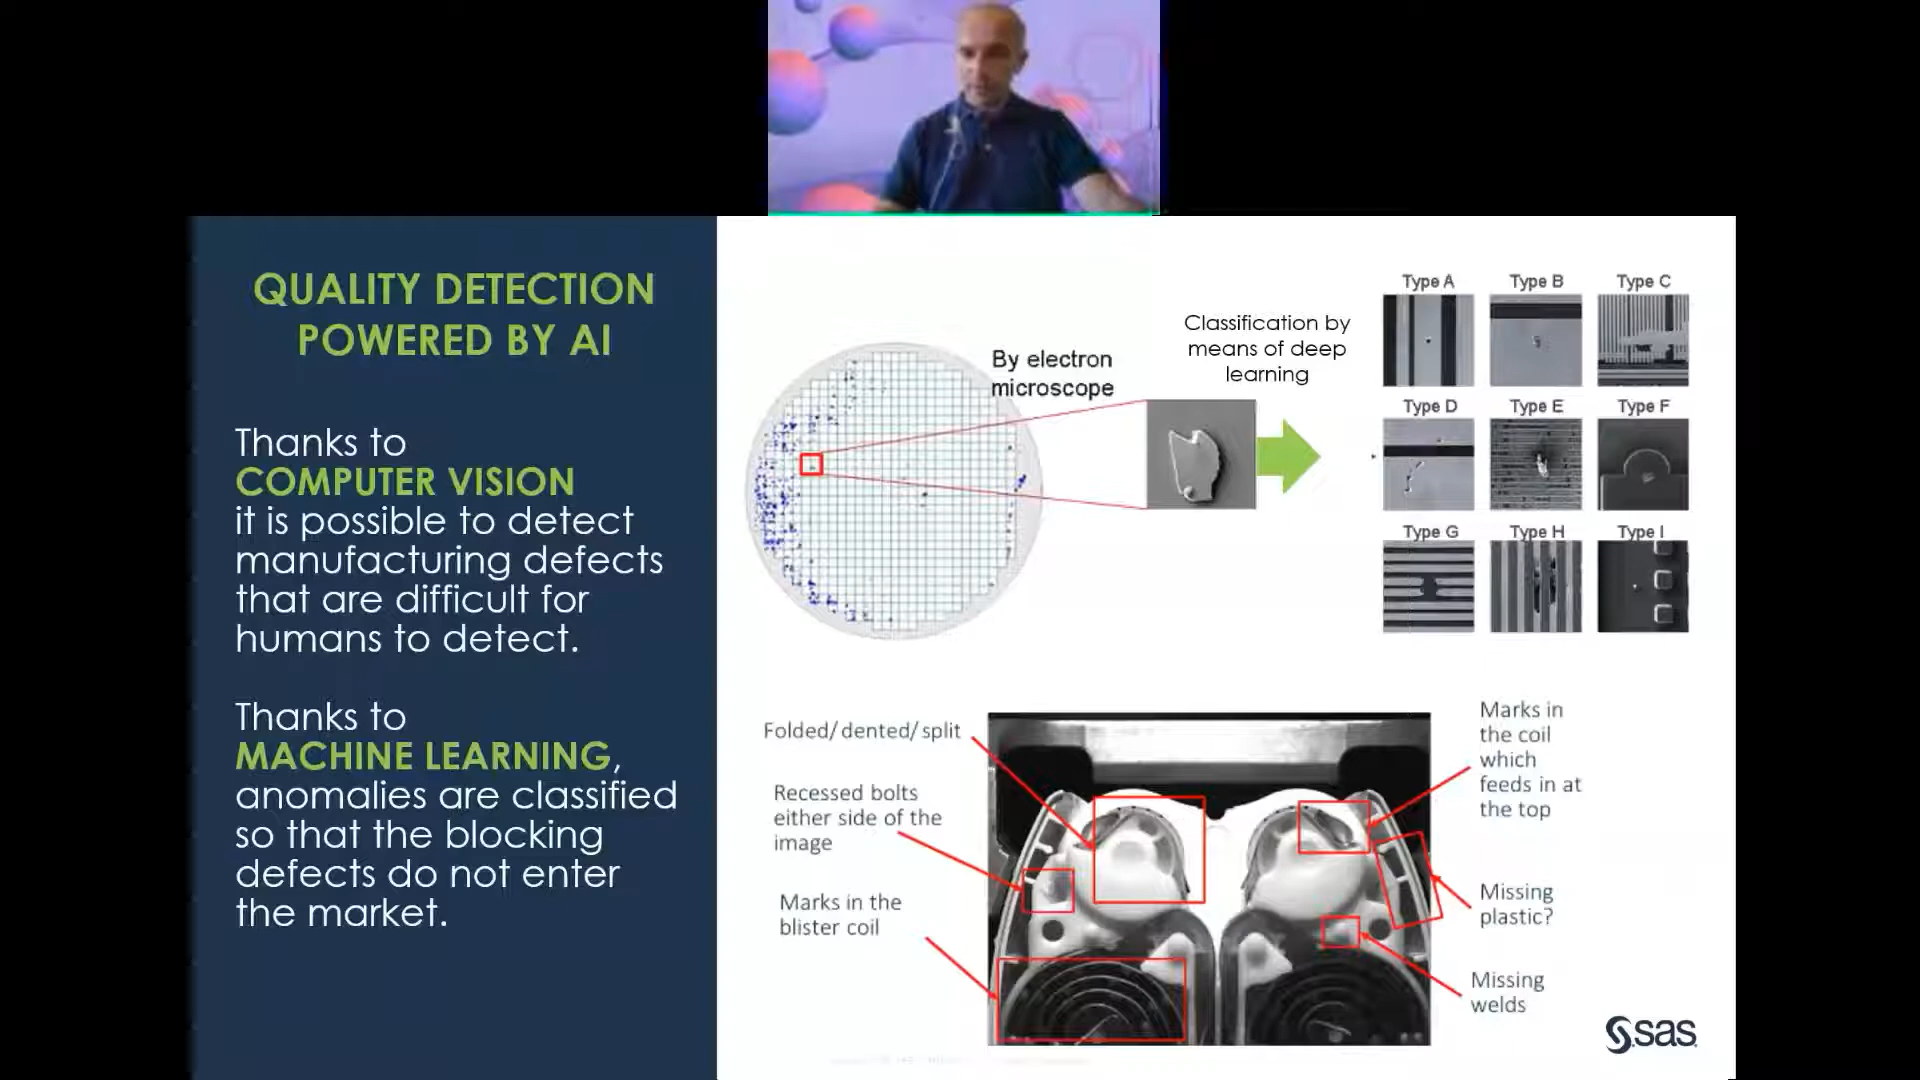 QUALITY DETECTION
POWERED BY AI
Thanks to
COMPUTER VISION
it is possible to detect
manufacturing defects
that are difficult for
humans to detect.
Thanks to
MACHINE LEARNING,
anomalies are classified
so that the blocking
defects do not enter
the market.
By electron
microscope
Classification by
means of deep
learning
Type A
Type B
Type C
Type D
Type E
Type F
Type G
Type H
Type I
Folded/dented/split
Recessed bolts
either side of the
image
Marks in the
blister coil
Marks in
the coil
which
feeds in at
the top
Missing
plastic?
Missing
welds
sas